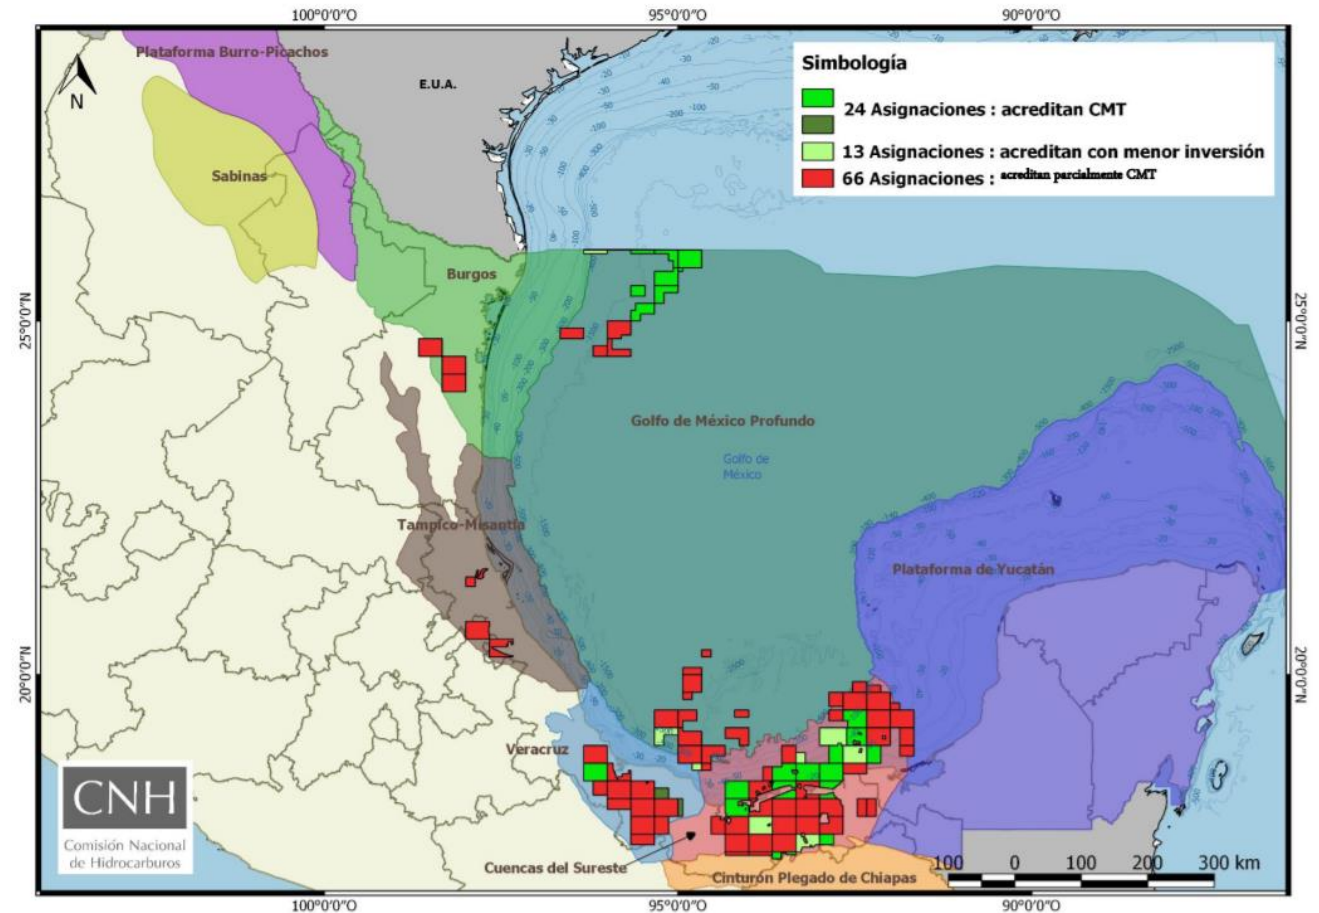 100°0'0"O 95°0'0"O 90°0'0"O
Plataforma Burro-Picachos
N
E.U.A.
Sabinas
Simbología
24 Asignaciones : acreditan CMT
13 Asignaciones : acreditan con menor inversión
66 Asignaciones : acreditan parcialmente CMT
Burgos
25°0'0"N 25°0'0"N
Golfo de México Profundo
Golfo de
México
Tampico-Misantla
Plataforma de Yucatán
20°0'0"N 20°0'0"N
Veracruz
CNH
Comisión Nacional
de Hidrocarburos
Cuencas del Sureste
Cinturón Plegado de Chiapas
100 0 100 200 300 km
100°0'0"O 95°0'0"O 90°0'0"O